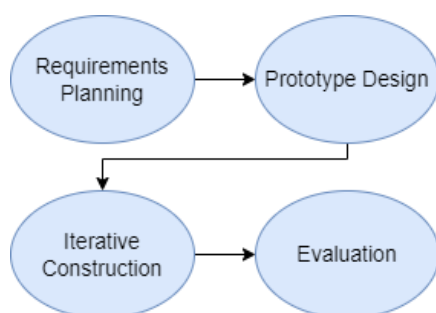 Requirements
Planning
Prototype Design
Iterative
Construction
Evaluation